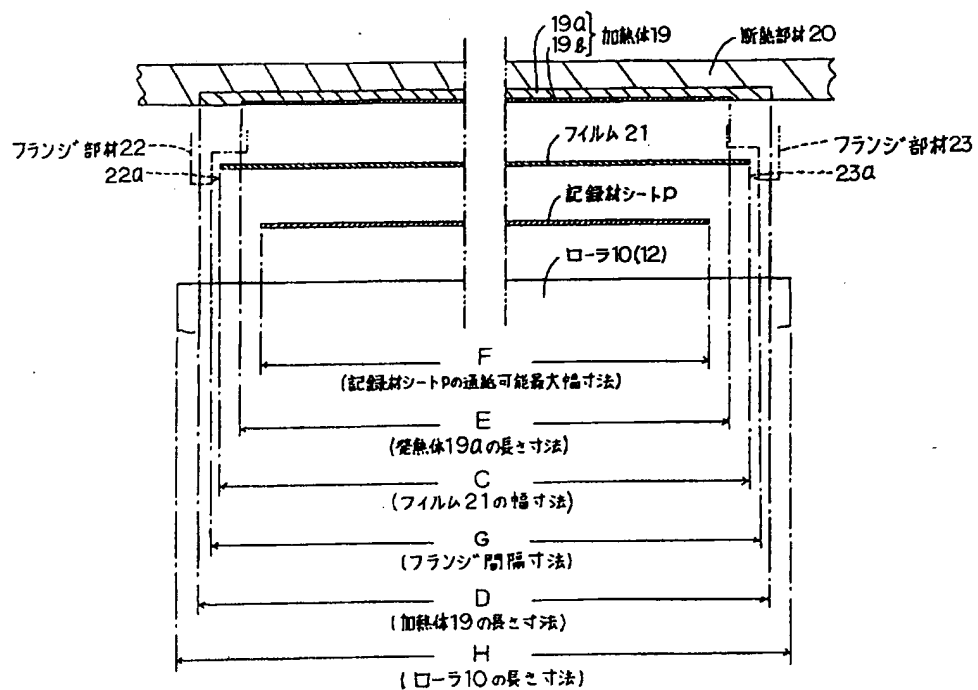 19a
19b}加熱体19
断熱部材20
フランジ部材22
22a
フィルム21
フランジ部材23
23a
記録材シートP
ローラ10(12)
F
(記録材シートPの通紙可能最大幅寸法)
E
(発熱体19aの長さ寸法)
C
(フィルム21の幅寸法)
G
(フランジ間隔寸法)
D
(加熱体19の長さ寸法)
H
(ローラ10の長さ寸法)